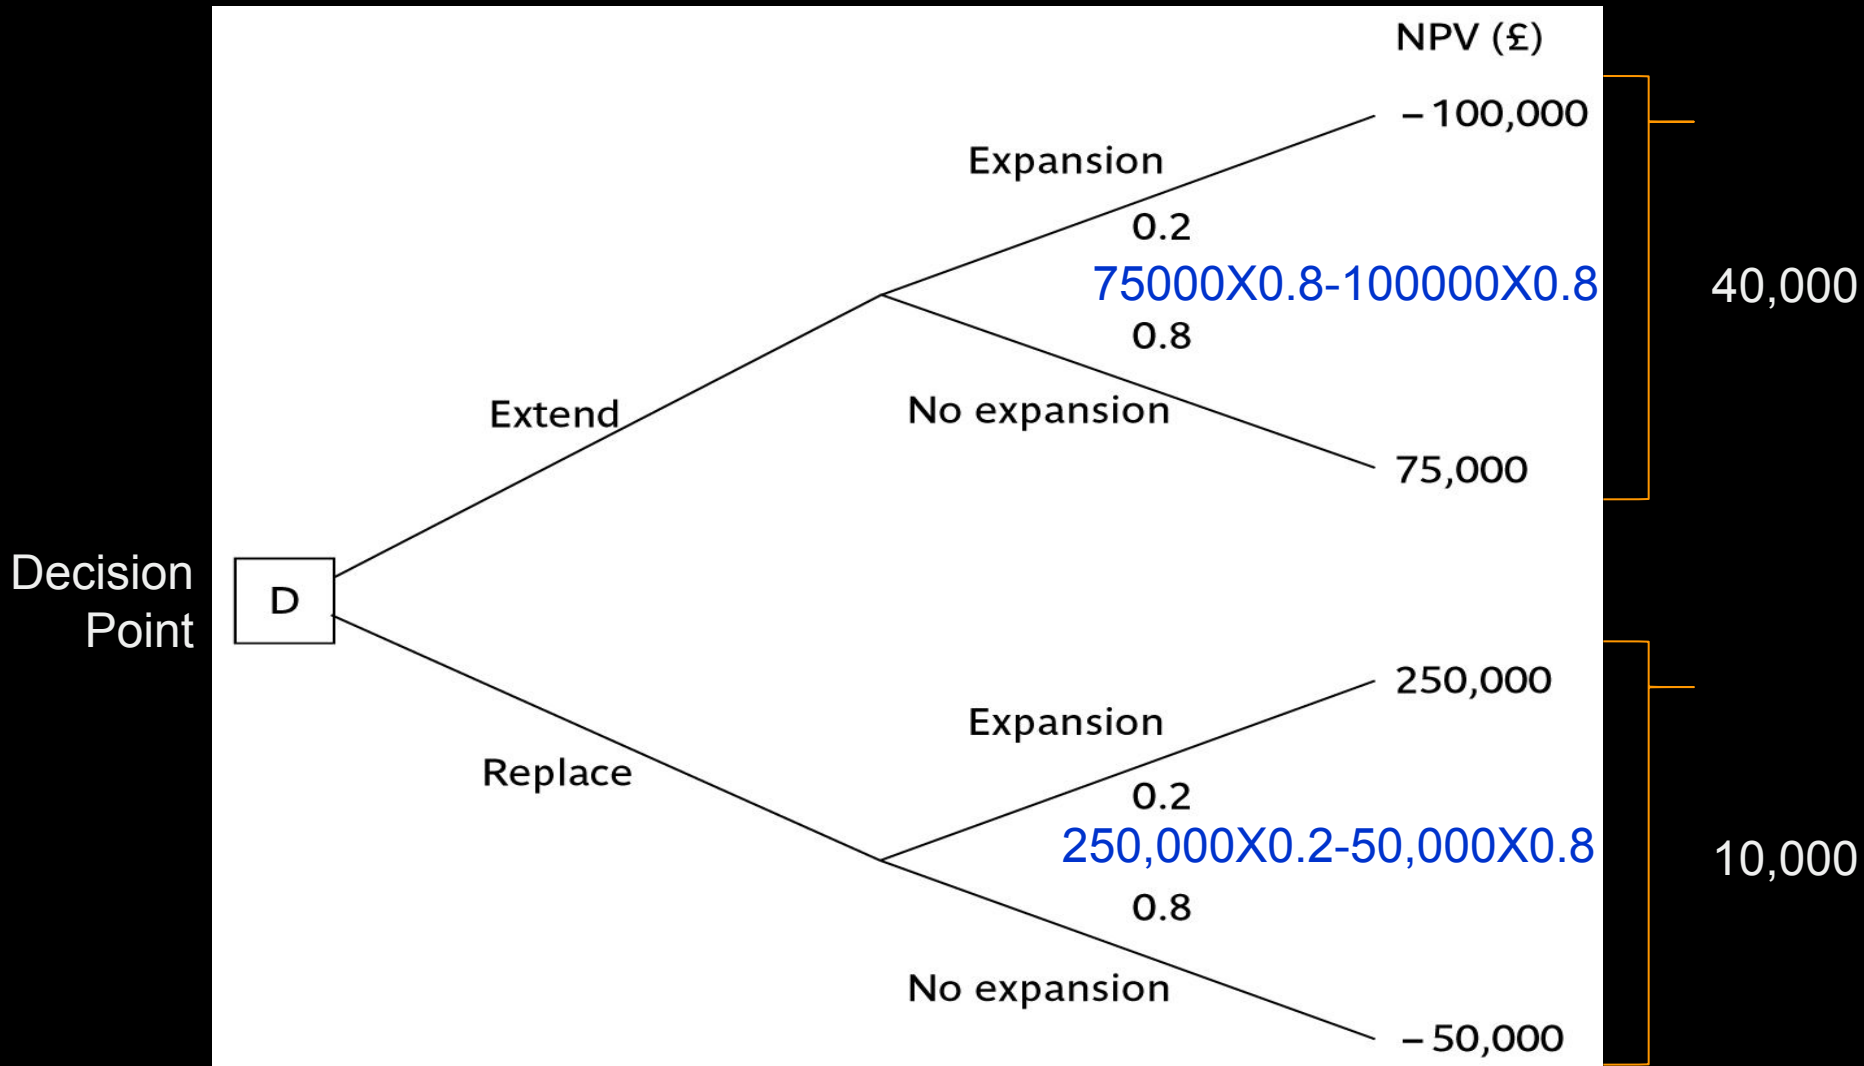 NPV (£)
– 100,000
Expansion
0.2
75000X0.8-100000X0.8
40,000
0.8
Extend
No expansion
75,000
Decision
Point
D
250,000
Expansion
Replace
0.2
250,000X0.2-50,000X0.8
10,000
0.8
No expansion
– 50,000